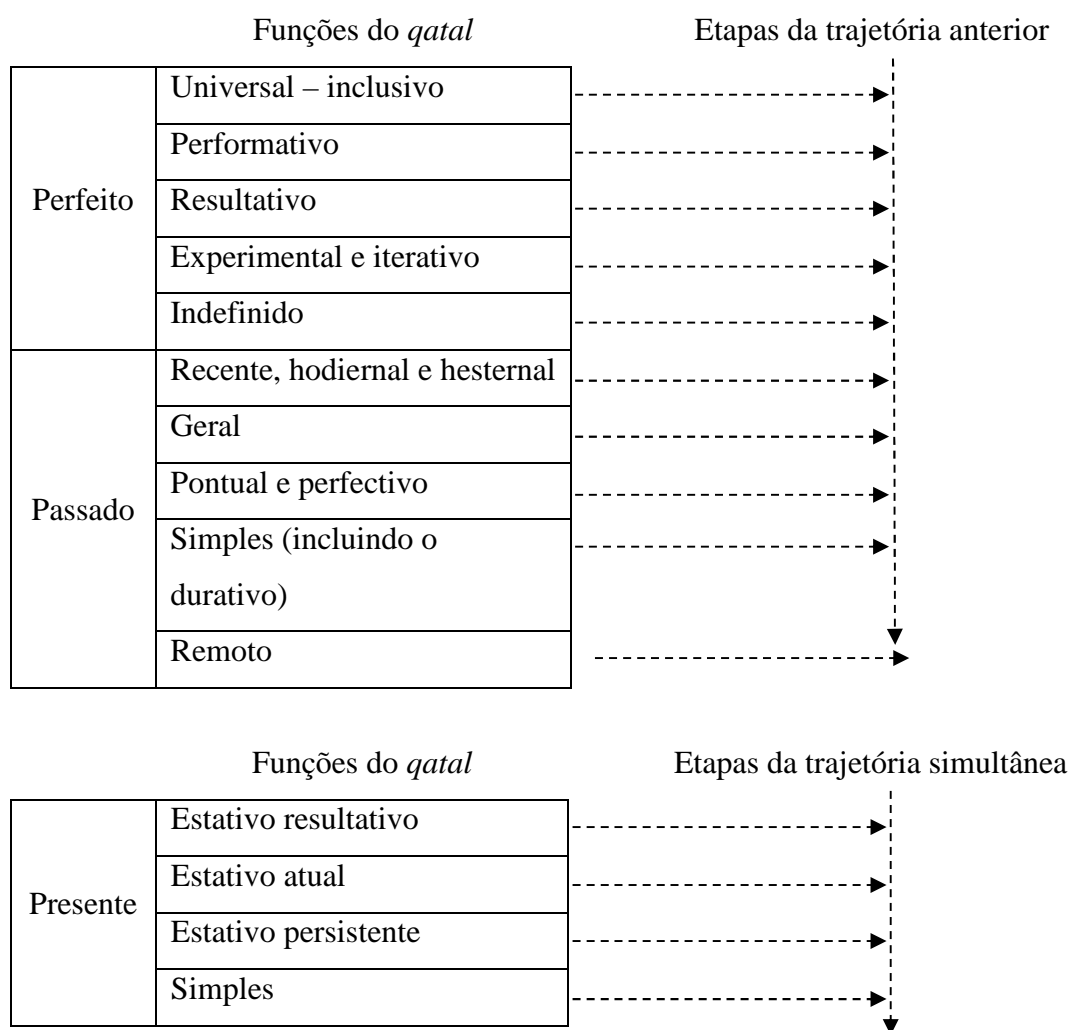 Funções do qatal
Etapas da trajetória anterior
Perfeito
Universal – inclusivo
Performativo
Resultativo
Experimental e iterativo
Indefinido
Passado
Recente, hodiernal e hesternal
Geral
Pontual e perfectivo
Simples (incluindo o
durativo)
Remoto
Funções do qatal
Etapas da trajetória simultânea
Presente
Estativo resultativo
Estativo atual
Estativo persistente
Simples